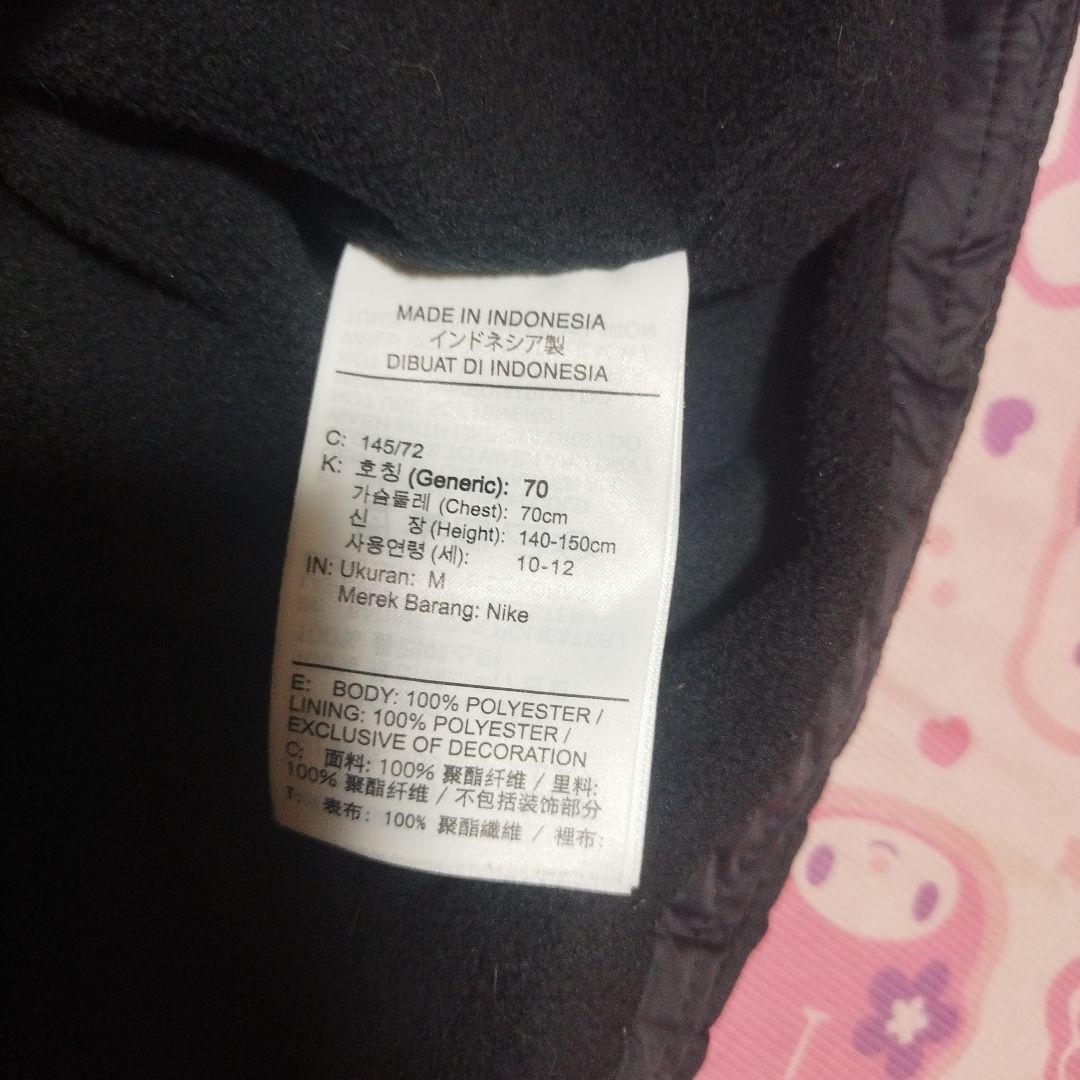 MADE IN INDONESIA
インドネシア製
DIBUAT DI INDONESIA
C: 145/72
K: 호칭 (Generic): 70
가슴둘레 (Chest): 70cm
신 장 (Height): 140-150cm
사용연령 (세): 10-12
IN: Ukuran: M
Merek Barang: Nike
E: BODY: 100% POLYESTER /
LINING: 100% POLYESTER /
EXCLUSIVE OF DECORATION
C: 面料: 100% 聚酯纤维 / 里料:
100% 聚酯纤维 / 不包括装饰部分
T: 表布: 100% 聚酯纖維 / 裡布: